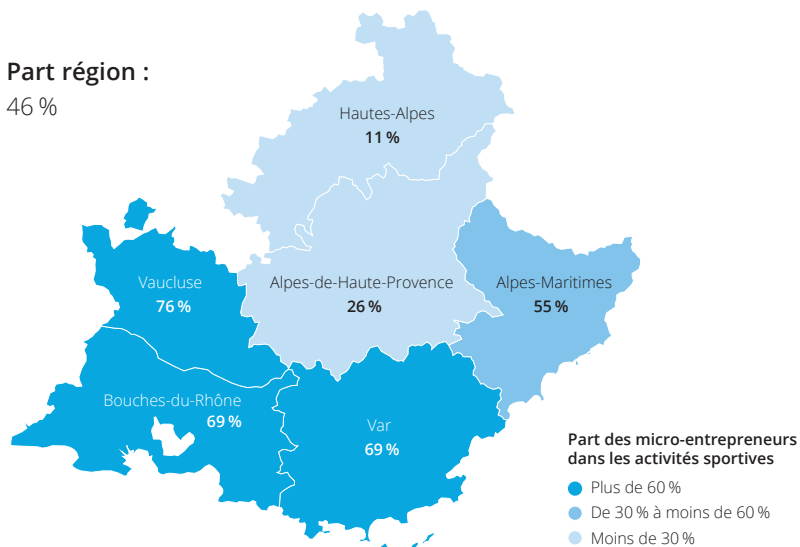 Part région :
46 %
Hautes-Alpes
11 %
Vaucluse
76 %
Alpes-de-Haute-Provence
26 %
Alpes-Maritimes
55 %
Bouches-du-Rhône
69 %
Var
69 %
Part des micro-entrepreneurs
dans les activités sportives
Plus de 60 %
De 30 % à moins de 60 %
Moins de 30 %